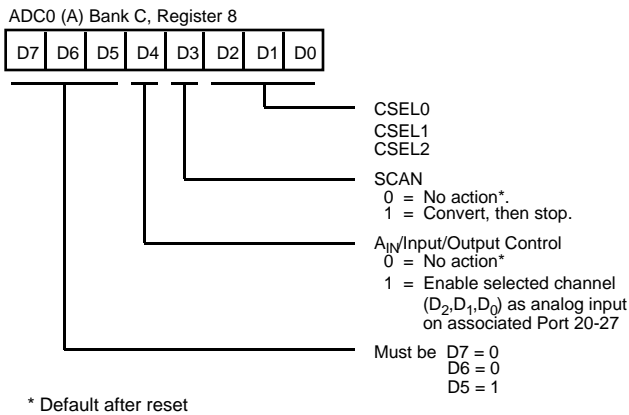 ADC0 (A) Bank C, Register 8
D7 D6 D5 D4 D3 D2 D1 D0
CSEL0
CSEL1
CSEL2
SCAN
0 = No action*.
1 = Convert, then stop.
AIN/Input/Output Control
0 = No action*
1 = Enable selected channel
(D2,D1,D0) as analog input
on associated Port 20-27
Must be D7 = 0
D6 = 0
D5 = 1
* Default after reset